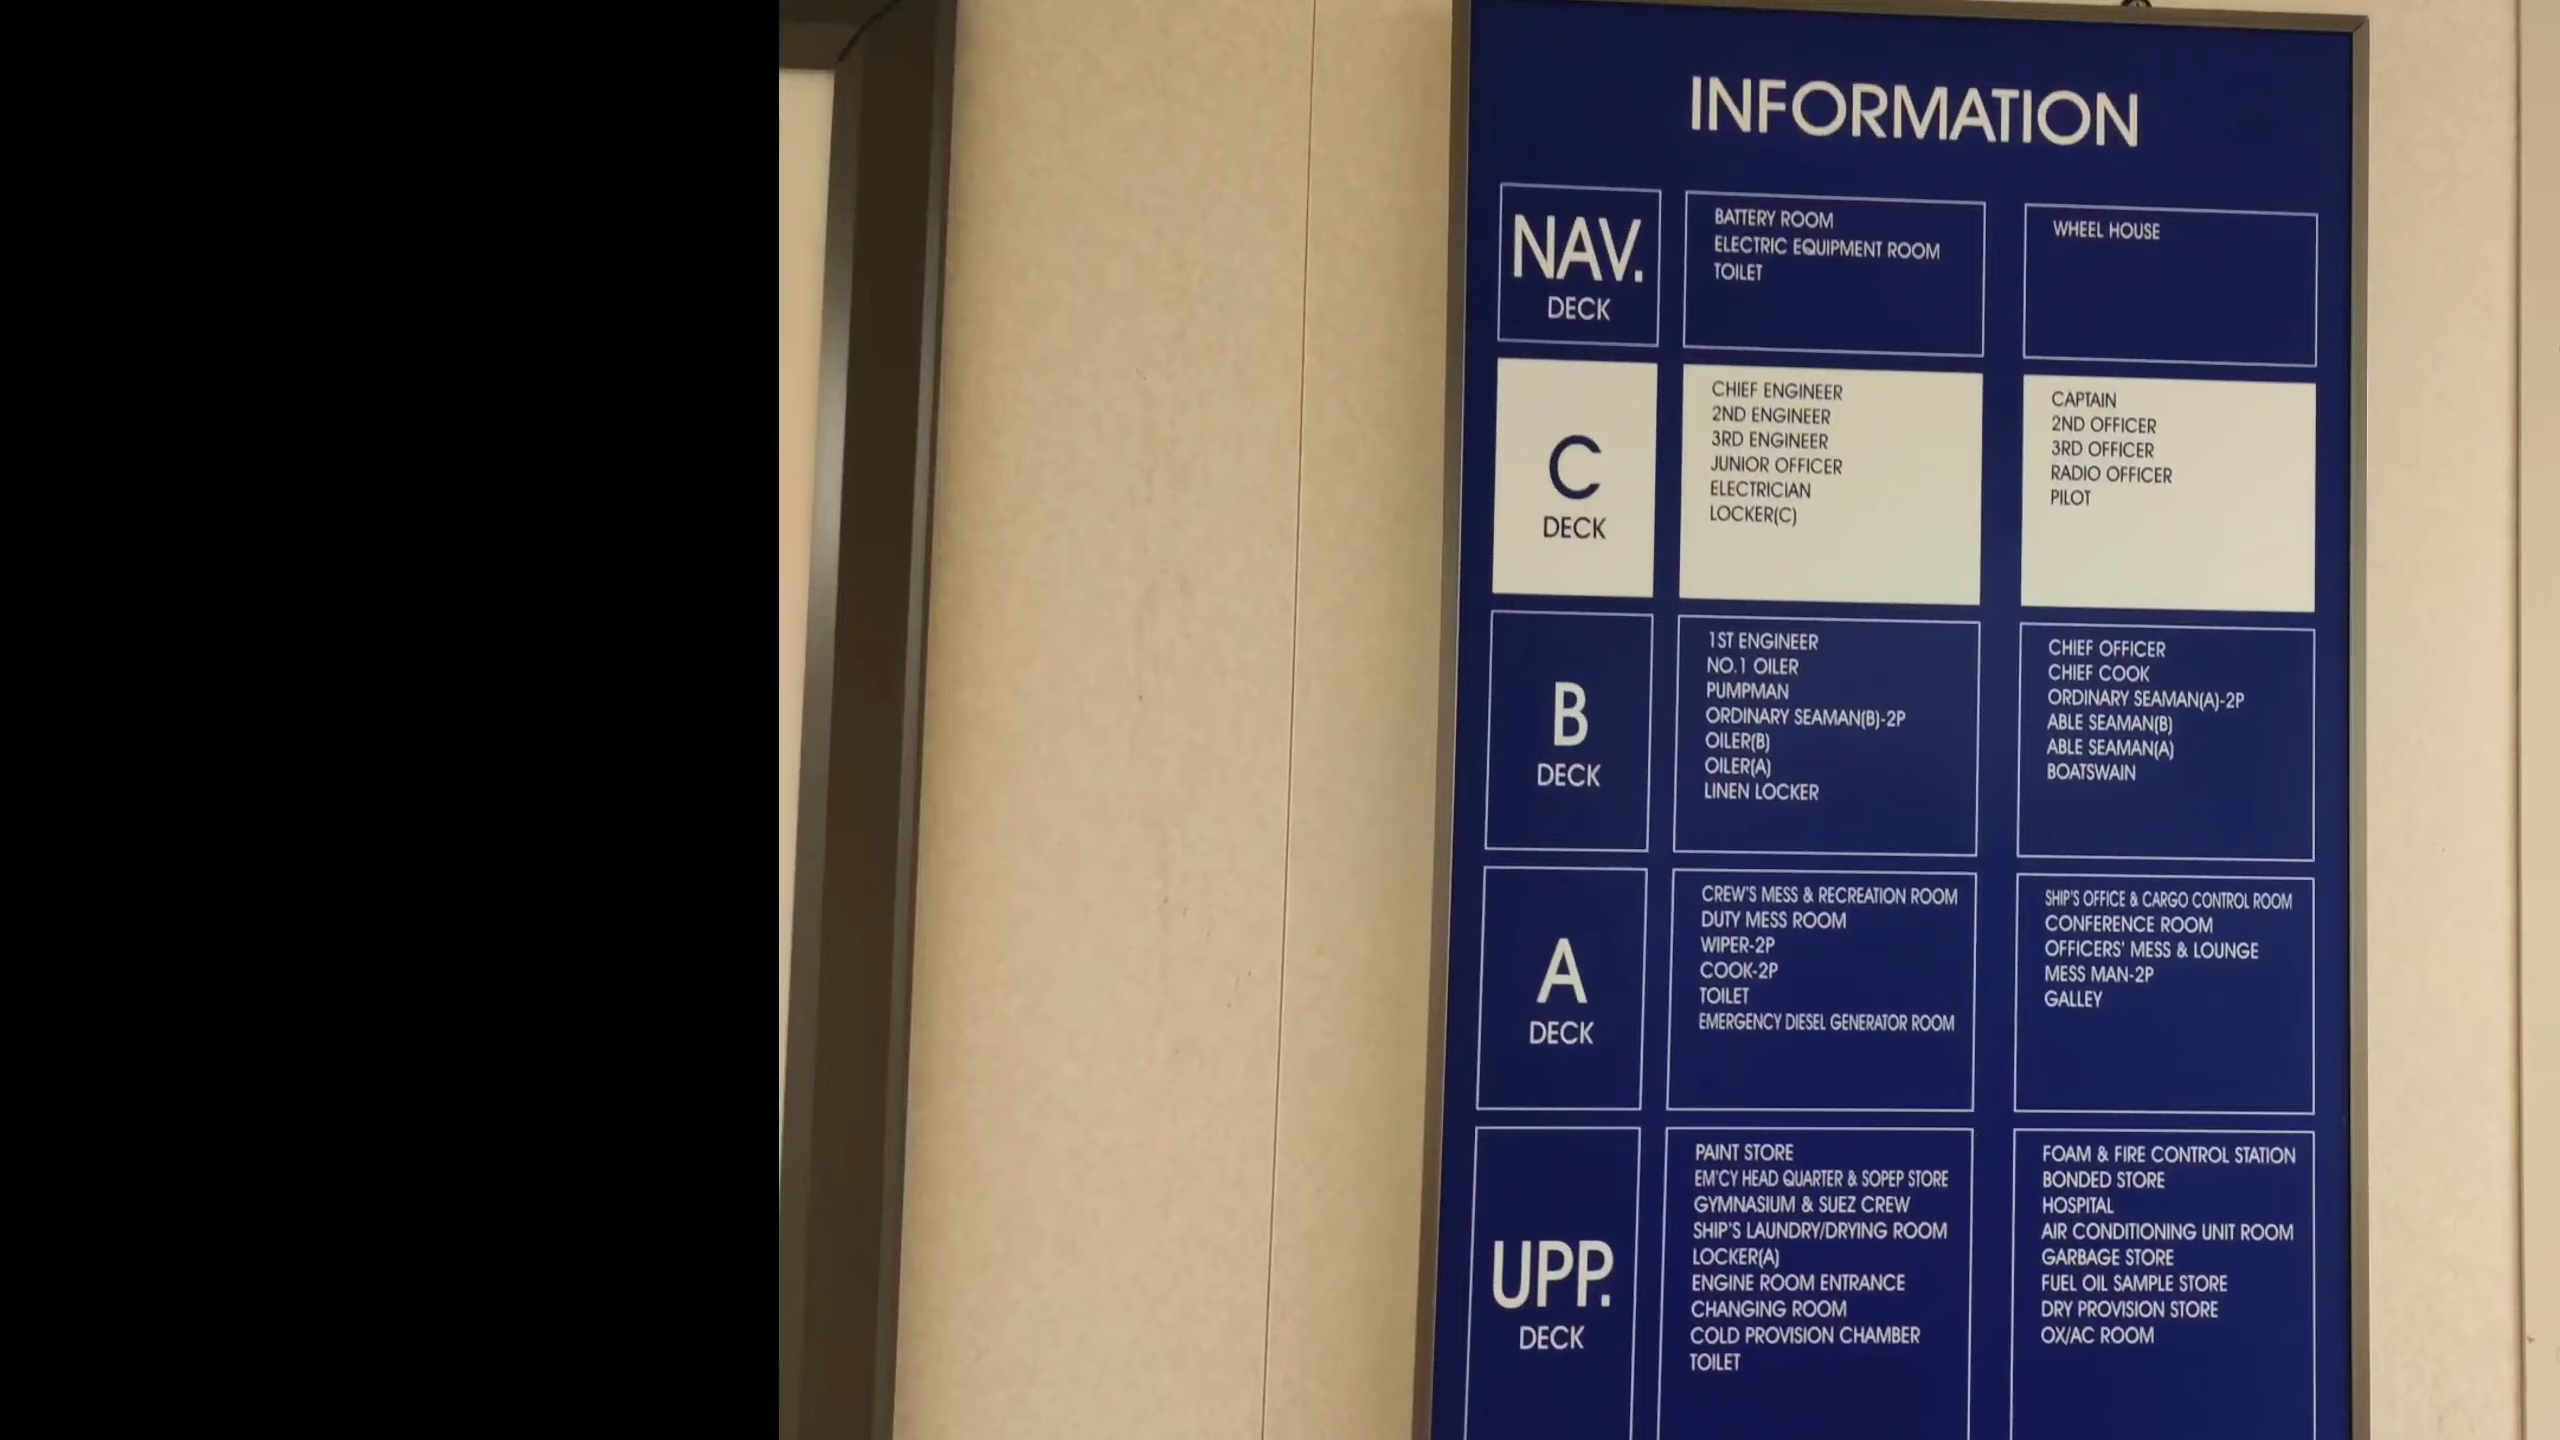 INFORMATION
NAV.
DECK
BATTERY ROOM
ELECTRIC EQUIPMENT ROOM
TOILET
WHEEL HOUSE
C
DECK
CHIEF ENGINEER
2ND ENGINEER
3RD ENGINEER
JUNIOR OFFICER
ELECTRICIAN
LOCKER(C)
CAPTAIN
2ND OFFICER
3RD OFFICER
RADIO OFFICER
PILOT
B
DECK
1ST ENGINEER
NO.1 OILER
PUMPMAN
ORDINARY SEAMAN(B)-2P
OILER(B)
OILER(A)
LINEN LOCKER
CHIEF OFFICER
CHIEF COOK
ORDINARY SEAMAN(A)-2P
ABLE SEAMAN(B)
ABLE SEAMAN(A)
BOATSWAIN
A
DECK
CREW'S MESS & RECREATION ROOM
DUTY MESS ROOM
WIPER-2P
COOK-2P
TOILET
EMERGENCY DIESEL GENERATOR ROOM
SHIP'S OFFICE & CARGO CONTROL ROOM
CONFERENCE ROOM
OFFICERS' MESS & LOUNGE
MESS MAN-2P
GALLEY
UPP.
DECK
PAINT STORE
EM'CY HEAD QUARTER & SOPEP STORE
GYMNASIUM & SUEZ CREW
SHIP'S LAUNDRY/DRYING ROOM
LOCKER(A)
ENGINE ROOM ENTRANCE
CHANGING ROOM
COLD PROVISION CHAMBER
TOILET
FOAM & FIRE CONTROL STATION
BONDED STORE
HOSPITAL
AIR CONDITIONING UNIT ROOM
GARBAGE STORE
FUEL OIL SAMPLE STORE
DRY PROVISION STORE
OX/AC ROOM